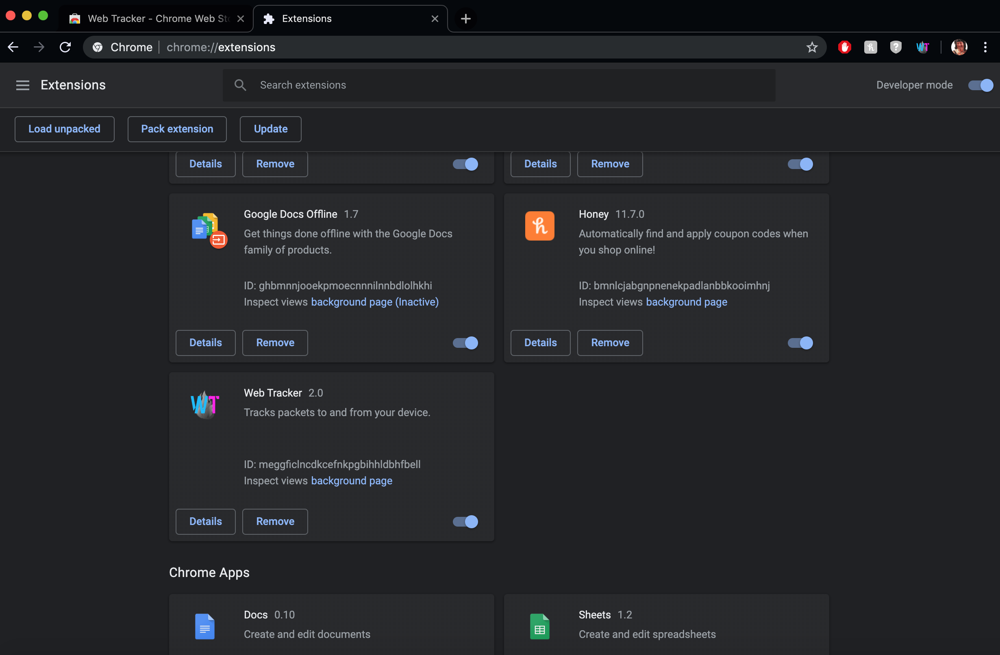 Web Tracker - Chrome Web Sto
Extensions
Chrome
chrome://extensions
Extensions
Search extensions
Developer mode
Load unpacked
Pack extension
Update
Details
Remove
Details
Remove
Google Docs Offline 1.7
Get things done offline with the Google Docs
family of products.
ID: ghbmnnjooekpmoecnnnilnnbdlolhkhi
Inspect views background page (Inactive)
Details
Remove
Honey 11.7.0
Automatically find and apply coupon codes when
you shop online!
ID: bmnlcjabgnpnenekpadlanbbkooimhnj
Inspect views background page
Details
Remove
WT
Web Tracker 2.0
Tracks packets to and from your device.
ID: meggficlncdkcefnkpgbihhldbhfbell
Inspect views background page
Details
Remove
Chrome Apps
Docs 0.10
Create and edit documents
Sheets 1.2
Create and edit spreadsheets